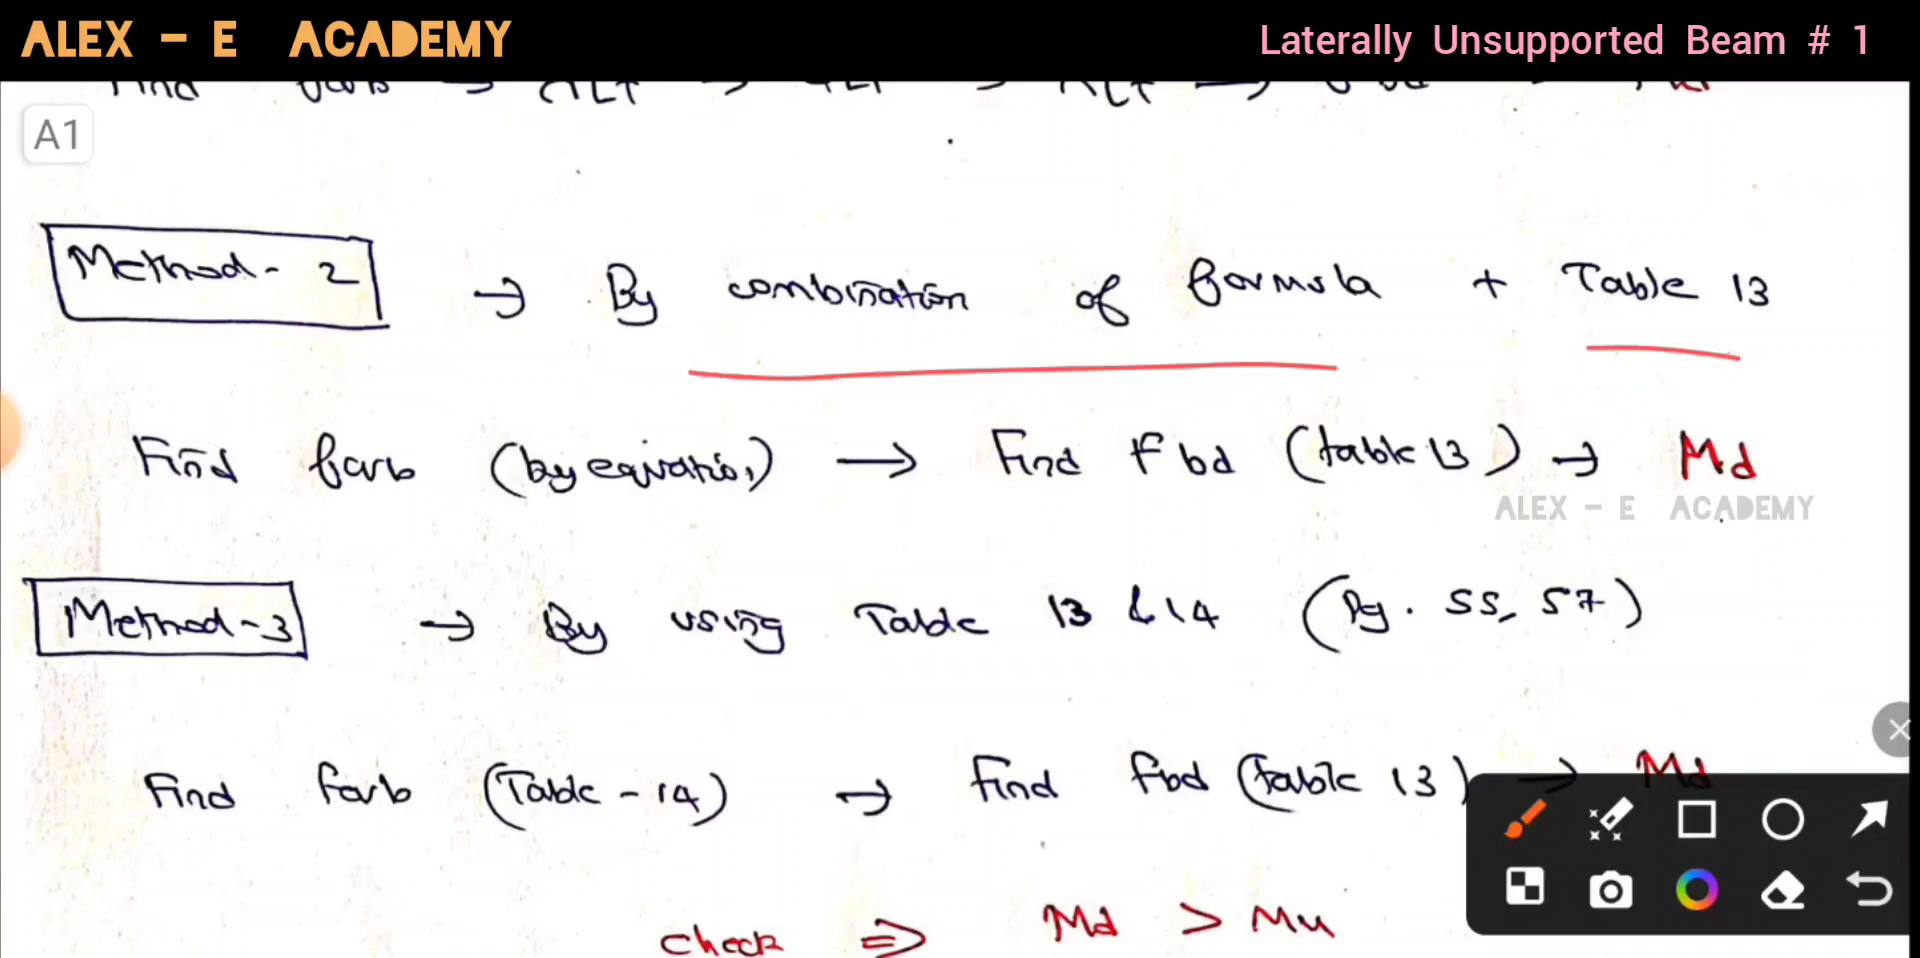 ALEX - E ACADEMY
Laterally Unsupported Beam # 1
A1
Method - 2 → By combination of formula + Table 13
Find fcrb (by equation) → Find Fbd (table 13) → Md
ALEX - E ACADEMY
Method - 3 → By using Table 13 & 14 (Pg. 55, 57)
Find fcrb (Table - 14) → Find fbd (table 13) → Md
check ⇒ Md > Mu